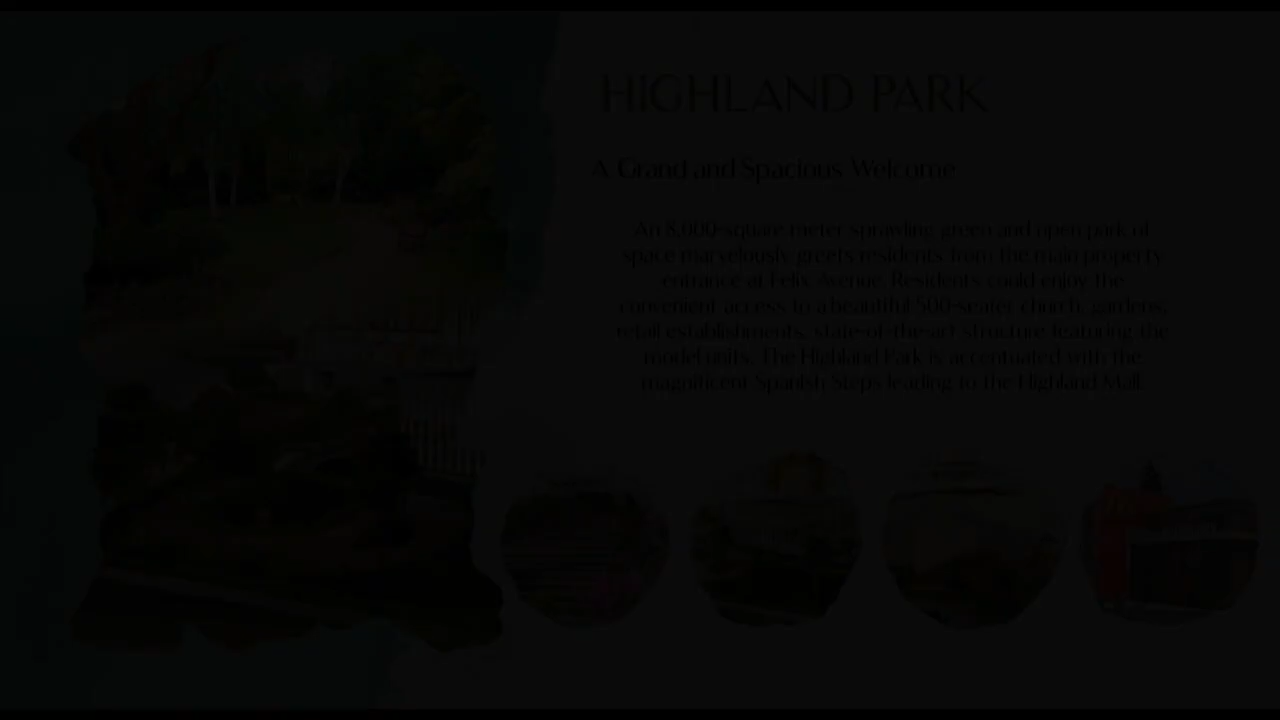 HIGHLAND PARK
A Grand and Spacious Welcome
An 8,000-square meter sprawling green and open park of
space marvelously greets residents from the main property
entrance at Felix Avenue. Residents could enjoy the
convenient access to a beautiful 500-seater church, gardens,
retail establishments, state-of-the-art structure featuring the
model units. The Highland Park is accentuated with the
magnificent Spanish Steps leading to the Highland Mall.